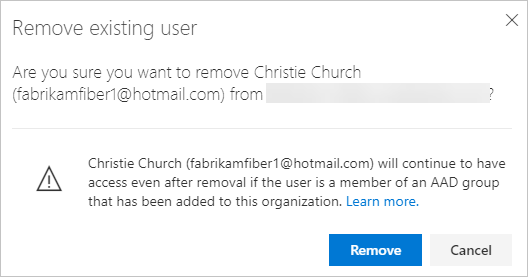 Remove existing user
Are you sure you want to remove Christie Church
(fabrikamfiber1@hotmail.com) from ?
Christie Church (fabrikamfiber1@hotmail.com) will continue to have
access even after removal if the user is a member of an AAD group
that has been added to this organization. Learn more.
Remove Cancel